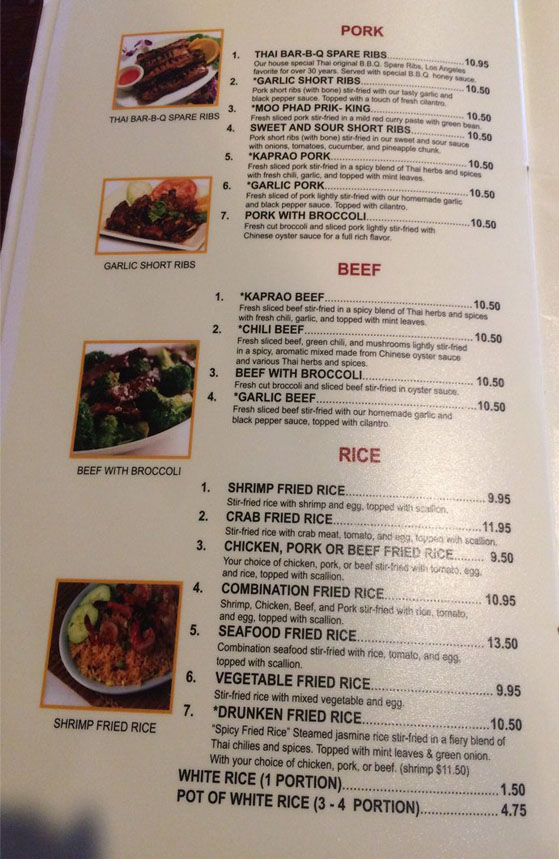 PORK
1. THAI BAR-B-Q SPARE RIBS...10.95
Our house special Thai original B.B.Q. Spare Ribs, Los Angeles
favorite for over 30 years. Served with special B.B.Q. honey sauce.
2. *GARLIC SHORT RIBS...10.50
Pork short ribs (with bone) stir-fried with our tasty garlic and
black pepper sauce. Topped with a touch of fresh cilantro.
3. *MOO PHAD PRIK- KING...10.50
Fresh sliced pork stir-fried in a mild red curry paste with green bean.
4. SWEET AND SOUR SHORT RIBS...10.50
Pork short ribs (with bone) stir-fried in our sweet and sour sauce
with onions, tomatoes, cucumber, and pineapple chunk.
5. *KAPRAO PORK...10.50
Fresh sliced pork stir-fried in a spicy blend of Thai herbs and spices
with fresh chili, garlic, and topped with mint leaves.
6. *GARLIC PORK...10.50
Fresh sliced of pork lightly stir-fried with our homemade garlic
and black pepper sauce. Topped with cilantro.
7. PORK WITH BROCCOLI...10.50
Fresh cut broccoli and sliced pork lightly stir-fried with
Chinese oyster sauce for a full rich flavor.
THAI BAR-B-Q SPARE RIBS
GARLIC SHORT RIBS
BEEF
1. *KAPRAO BEEF...10.50
Fresh sliced beef stir-fried in a spicy blend of Thai herbs and spices
with fresh chili, garlic, and topped with mint leaves.
2. *CHILI BEEF...10.50
Fresh sliced beef, green chili, and mushrooms lightly stir-fried
in a spicy, aromatic mixed made from Chinese oyster sauce
and various Thai herbs and spices.
3. BEEF WITH BROCCOLI...10.50
Fresh cut broccoli and sliced beef stir-fried in oyster sauce.
4. *GARLIC BEEF...10.50
Fresh sliced beef stir-fried with our homemade garlic and
black pepper sauce, topped with cilantro.
BEEF WITH BROCCOLI
RICE
1. SHRIMP FRIED RICE...9.95
Stir-fried rice with shrimp and egg, topped with scallion.
2. CRAB FRIED RICE...11.95
Stir-fried rice with crab meat, tomato, and egg, topped with scallion.
3. CHICKEN, PORK OR BEEF FRIED RICE...9.50
Your choice of chicken, pork, or beef stir-fried with tomato, egg,
and rice, topped with scallion.
4. COMBINATION FRIED RICE...10.95
Shrimp, Chicken, Beef, and Pork stir-fried with rice, tomato,
and egg, topped with scallion.
5. SEAFOOD FRIED RICE...13.50
Combination seafood stir-fried with rice, tomato, and egg,
topped with scallion.
6. VEGETABLE FRIED RICE...9.95
Stir-fried rice with mixed vegetable and egg.
7. *DRUNKEN FRIED RICE...10.50
"Spicy Fried Rice" Steamed jasmine rice stir-fried in a fiery blend of
Thai chilies and spices. Topped with mint leaves & green onion.
With your choice of chicken, pork, or beef. (shrimp $11.50)
WHITE RICE (1 PORTION)...1.50
POT OF WHITE RICE (3 - 4 PORTION)...4.75
SHRIMP FRIED RICE